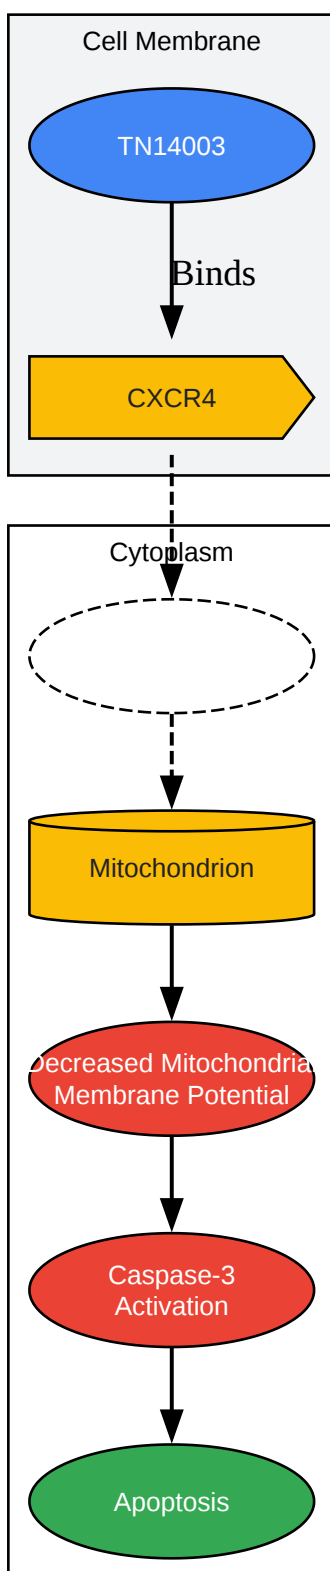 Cell Membrane
TN14003
Binds
CXCR4
Cytoplasm
Mitochondrion
Decreased Mitochondrial
Membrane Potential
Caspase-3
Activation
Apoptosis